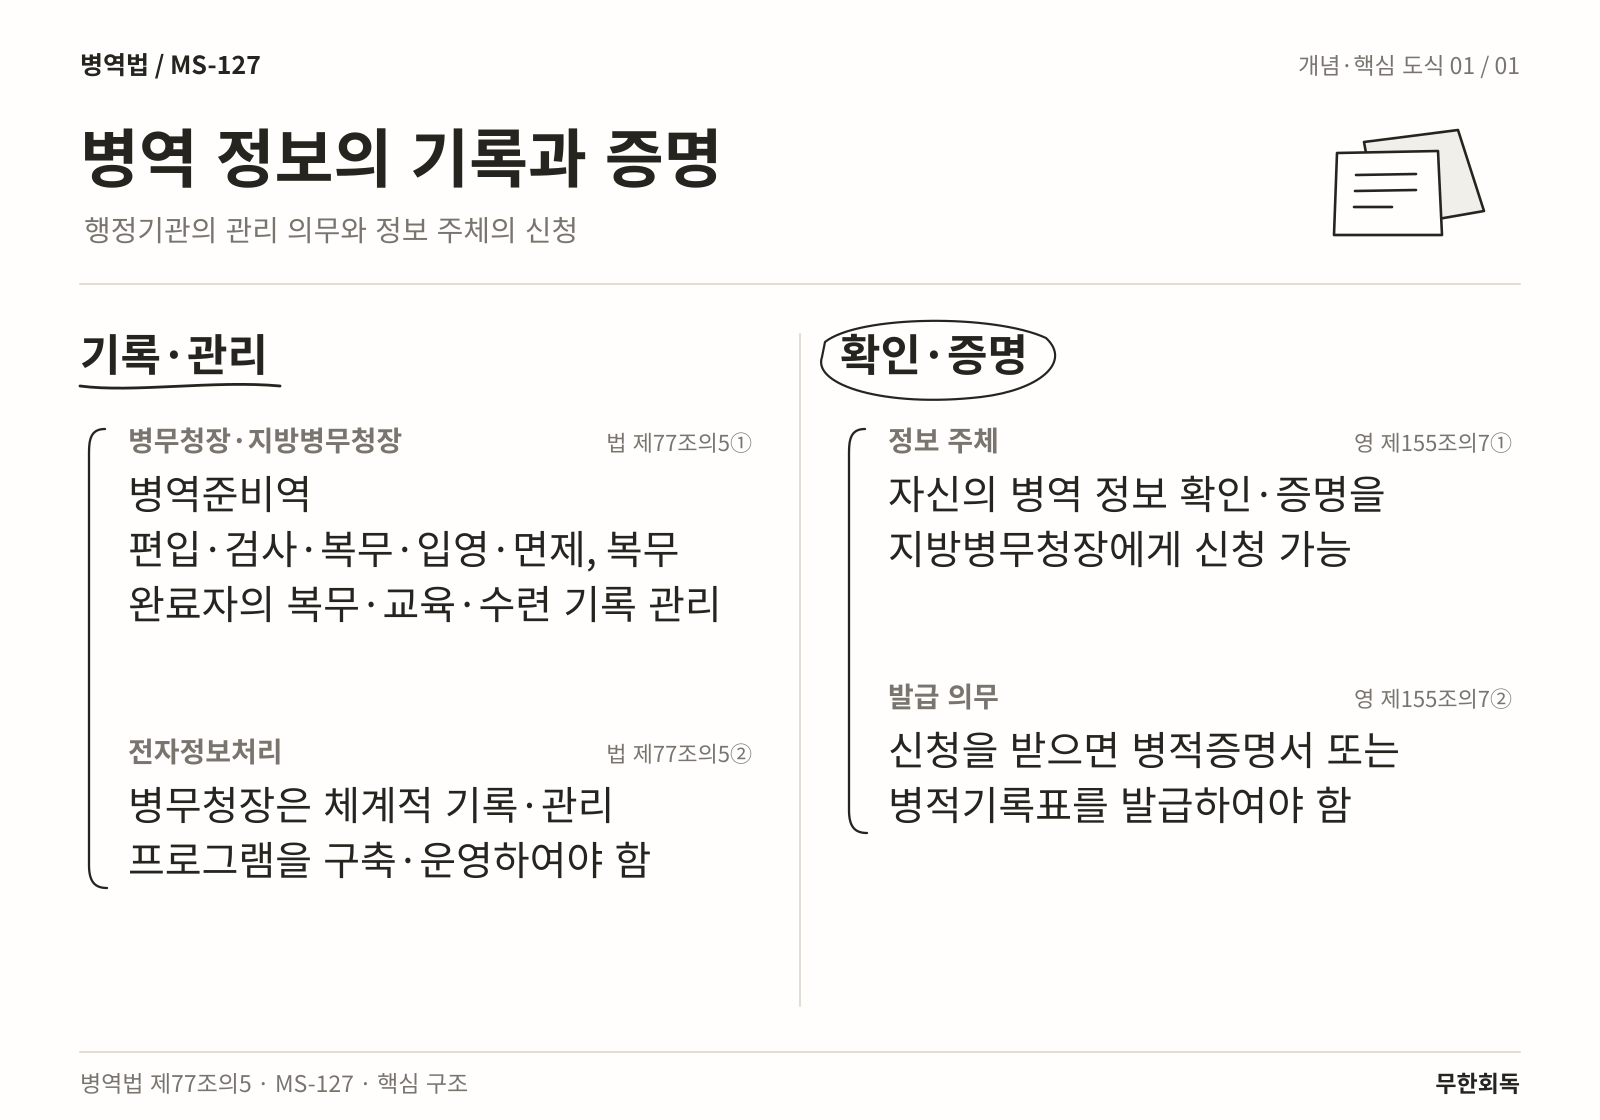 병역법 / MS-127
개념·핵심 도식 01 / 01
병역 정보의 기록과 증명
행정기관의 관리 의무와 정보 주체의 신청
기록·관리
병무청장·지방병무청장
법 제77조의5①
병역준비역
편입·검사·복무·입영·면제, 복무
완료자의 복무·교육·수련 기록 관리
전자정보처리
법 제77조의5②
병무청장은 체계적 기록·관리
프로그램을 구축·운영하여야 함
확인·증명
정보 주체
영 제155조의7①
자신의 병역 정보 확인·증명을
지방병무청장에게 신청 가능
발급 의무
영 제155조의7②
신청을 받으면 병적증명서 또는
병적기록표를 발급하여야 함
병역법 제77조의5 · MS-127 · 핵심 구조
무한회독